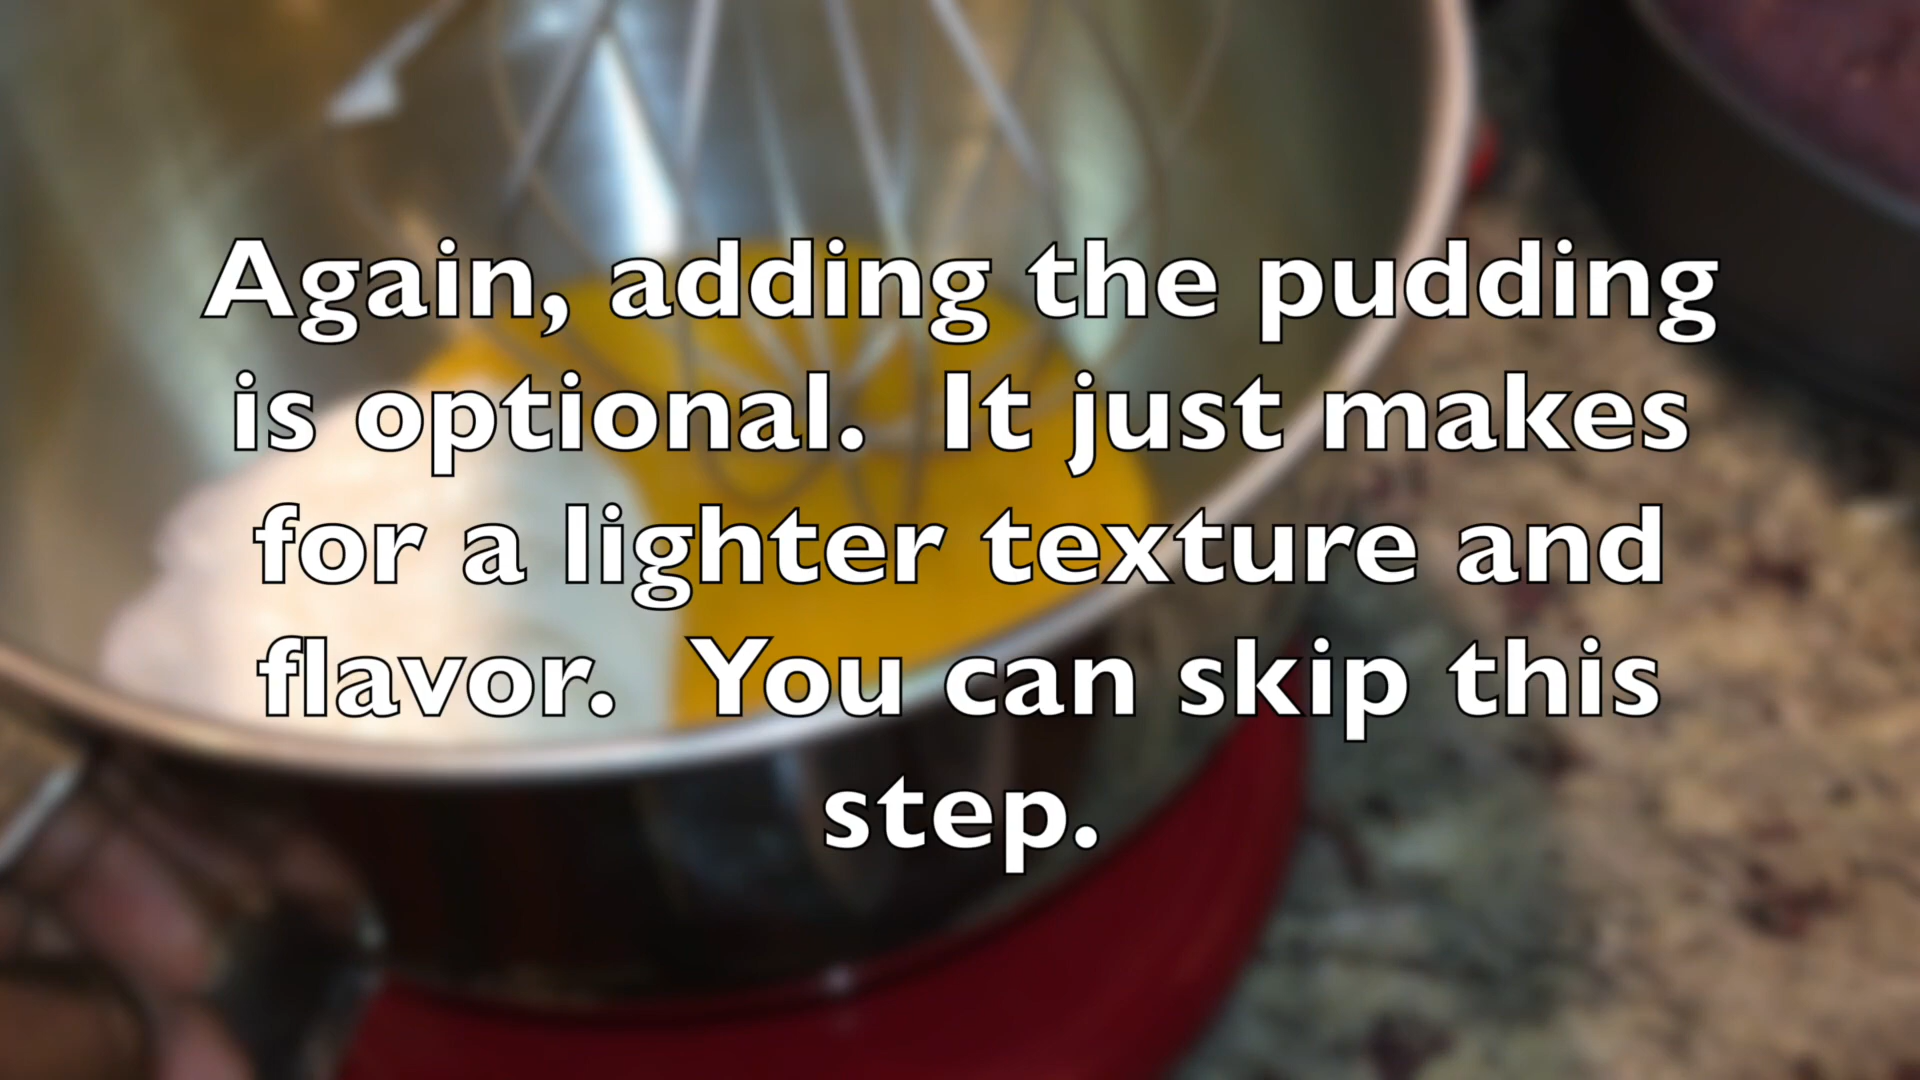 Again, adding the pudding
is optional.  It just makes
for a lighter texture and
flavor.  You can skip this
step.